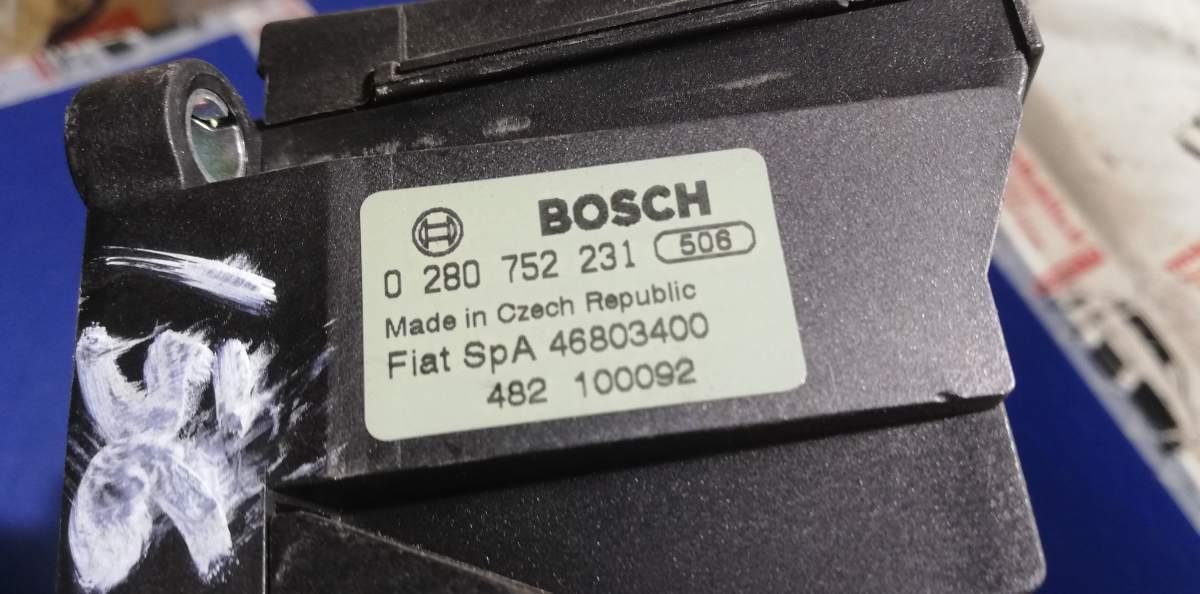 BOSCH
0 280 752 231 506
Made in Czech Republic
Fiat SpA 46803400
482 100092